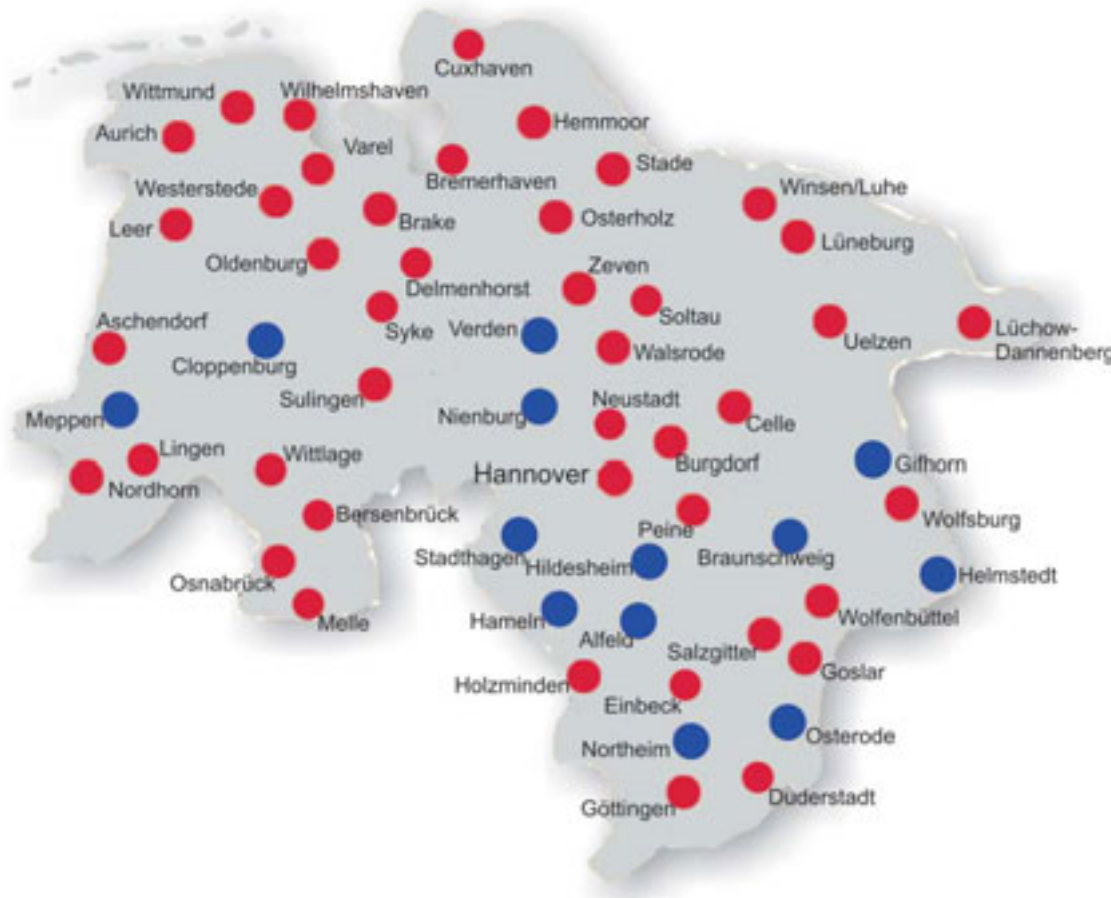 Cuxhaven
Wittmund
Wilhelmshaven
Hemmoor
Aurich
Varel
Stade
Bremerhaven
Westerstede
Winsen/Luhe
Leer
Brake
Osterholz
Lüneburg
Oldenburg
Zeven
Delmenhorst
Soltau
Aschendorf
Syke
Verden
Lüchow-
Dannenberg
Uelzen
Walsrode
Cloppenburg
Sulingen
Neustadt
Meppen
Nienburg
Celle
Lingen
Wittlage
Burgdorf
Gifhorn
Hannover
Nordhorn
Bersenbrück
Peine
Wolfsburg
Stadthagen
Hildesheim
Braunschweig
Helmstedt
Osnabrück
Melle
Hameln
Alfeld
Wolfenbüttel
Salzgitter
Goslar
Holzminden
Einbeck
Osterode
Northeim
Göttingen
Duderstadt